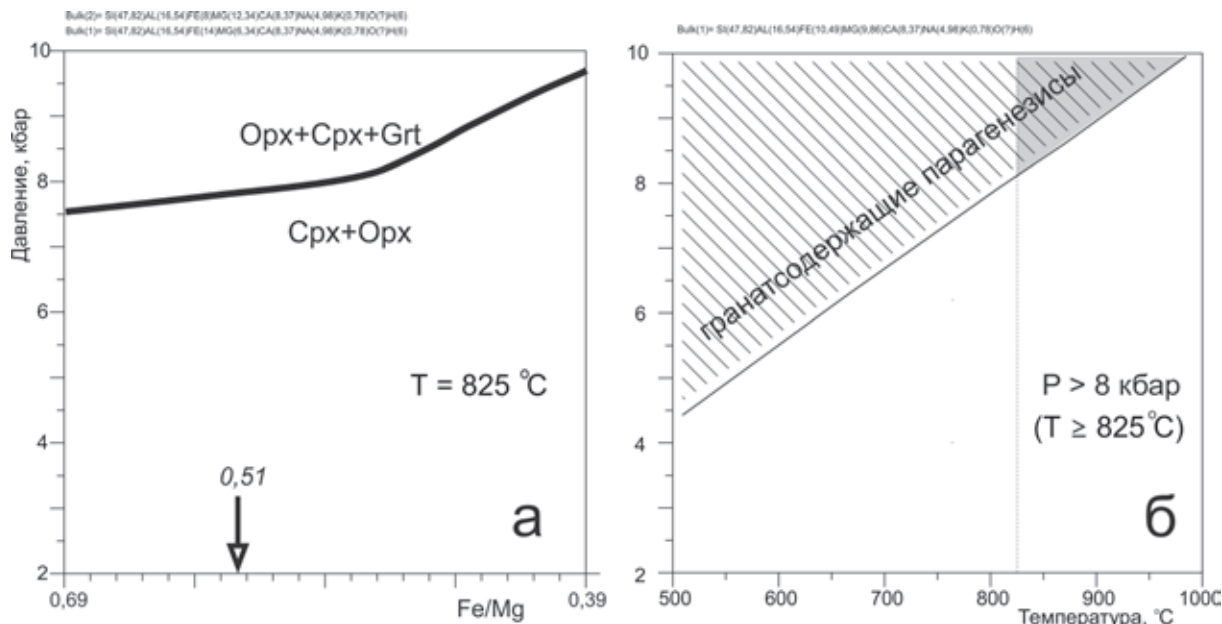 Bulk(2)= SI(47,82)AL(16,54)FE(8)MG(12,34)CA(8,37)NA(4,98)K(0,78)O(?)H(6)
Bulk(1)= SI(47,82)AL(16,54)FE(14)MG(6,34)CA(8,37)NA(4,98)K(0,78)O(?)H(6)
10
8
6
4
2
Давление, кбар
Opx+Cpx+Grt
Cpx+Opx
T = 825 °C
0,51
а
0,69
Fe/Mg
0,39
Bulk(1)= SI(47,82)AL(16,54)FE(10,49)MG(9,86)CA(8,37)NA(4,98)K(0,78)O(?)H(6)
10
8
6
4
2
гранатсодержащие парагенезисы
P > 8 кбар
(T ≥ 825°C)
б
500 600 700 800 900 1000
Температура, °C